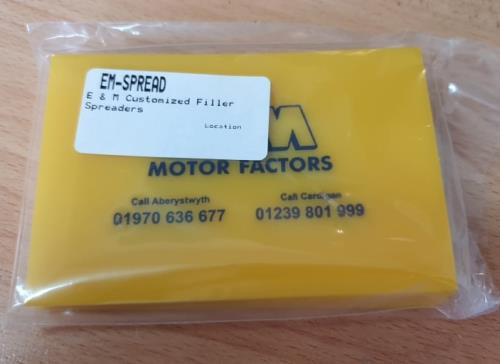 EM-SPREAD
E & M Customized Filler
Spreaders
Location
M
MOTOR FACTORS
Call Aberystwyth
Call Cardigan
01970 636 677
01239 801 999